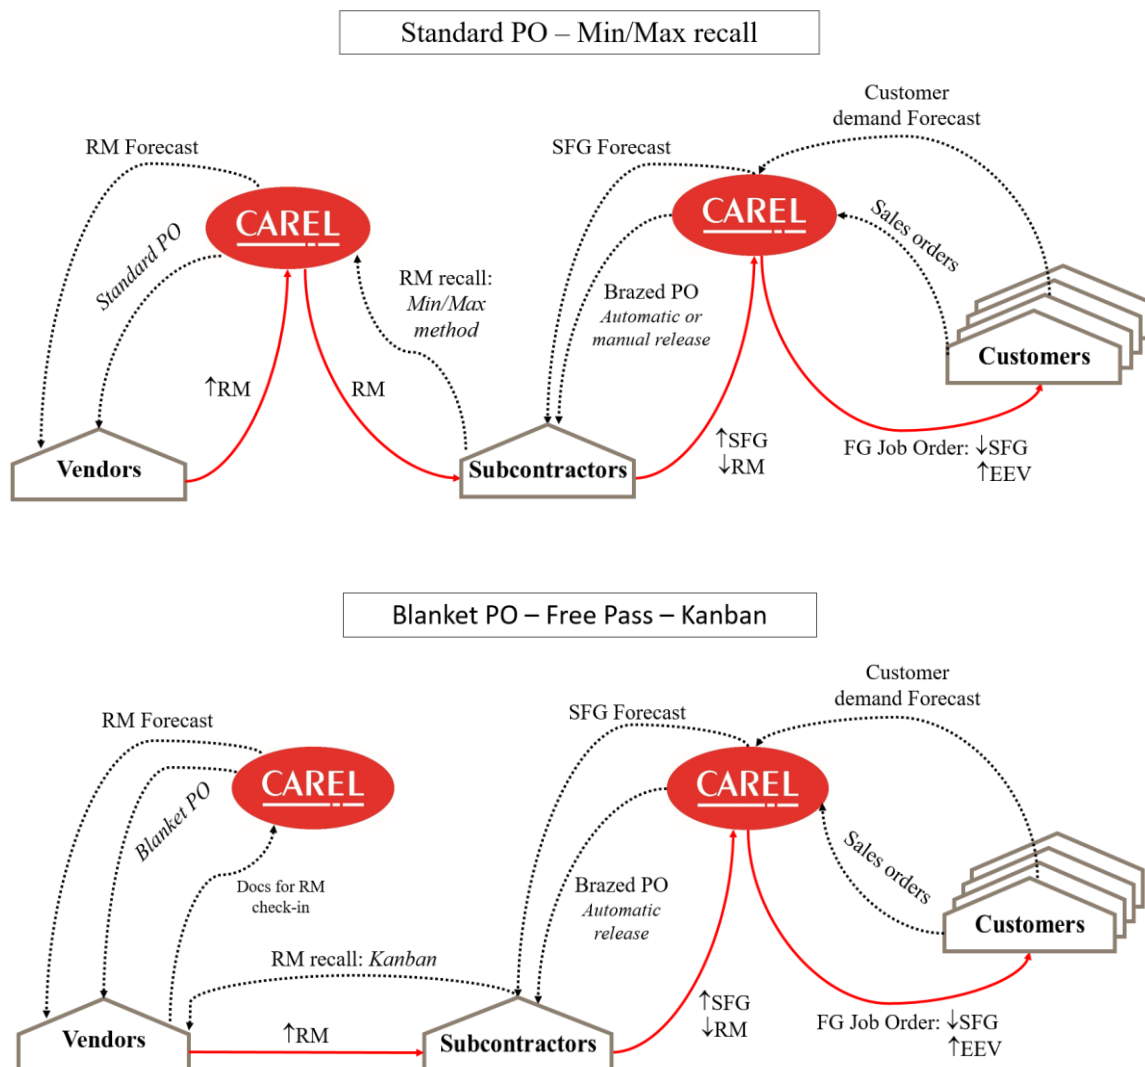 Standard PO – Min/Max recall
Customer
demand Forecast
RM Forecast
SFG Forecast
CAREL
CAREL
Sales orders
Standard PO
RM recall:
Min/Max
method
Brazed PO
Automatic or
manual release
Customers
↑RM
RM
↑SFG
↓RM
FG Job Order: ↓SFG
↑EEV
Vendors
Subcontractors
Blanket PO – Free Pass – Kanban
Customer
demand Forecast
RM Forecast
SFG Forecast
CAREL
CAREL
Blanket PO
Sales orders
Docs for RM
check-in
Brazed PO
Automatic
release
Customers
RM recall: Kanban
↑SFG
↓RM
FG Job Order: ↓SFG
↑EEV
Vendors
↑RM
Subcontractors